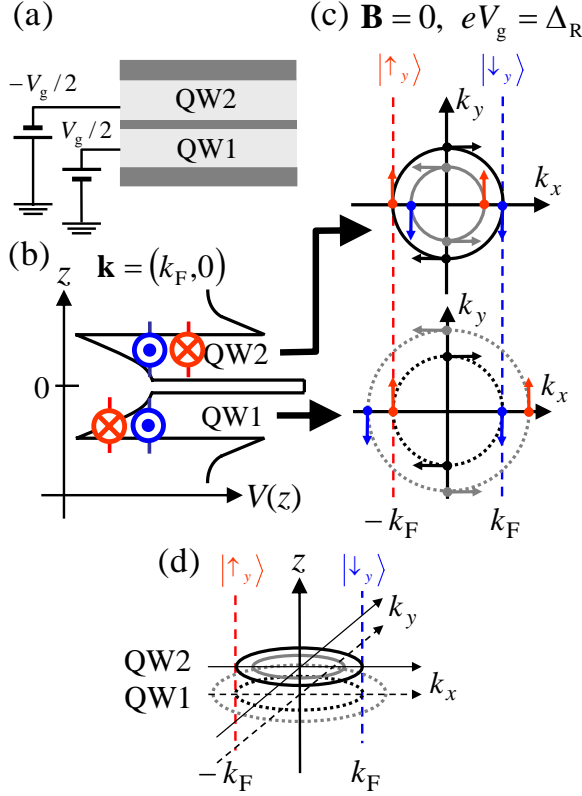 (a)
−V_g/2
V_g/2
QW2
QW1
(b)
z
k = (k_F, 0)
QW2
0
QW1
V(z)
(c) B = 0, eV_g = Δ_R
|↑_y⟩ |↓_y⟩
k_y
k_x
k_y
k_x
−k_F k_F
(d)
|↑_y⟩ z |↓_y⟩
k_y
QW2
QW1
k_x
−k_F k_F